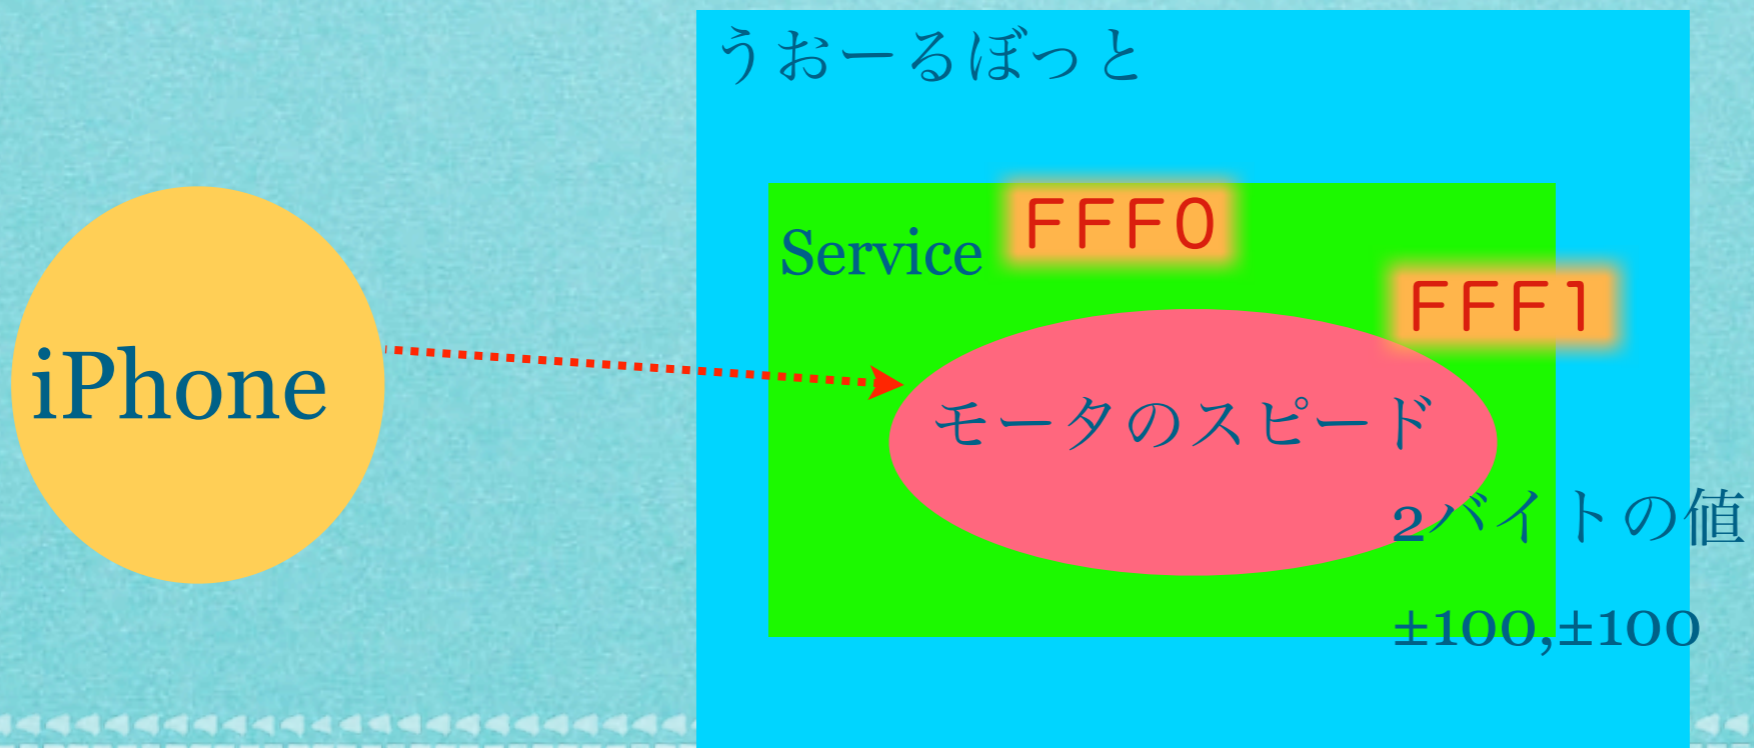 うおーるぼっと
FFF0
Service
FFF1
iPhone
モータのスピード
2バイトの値
±100,±100